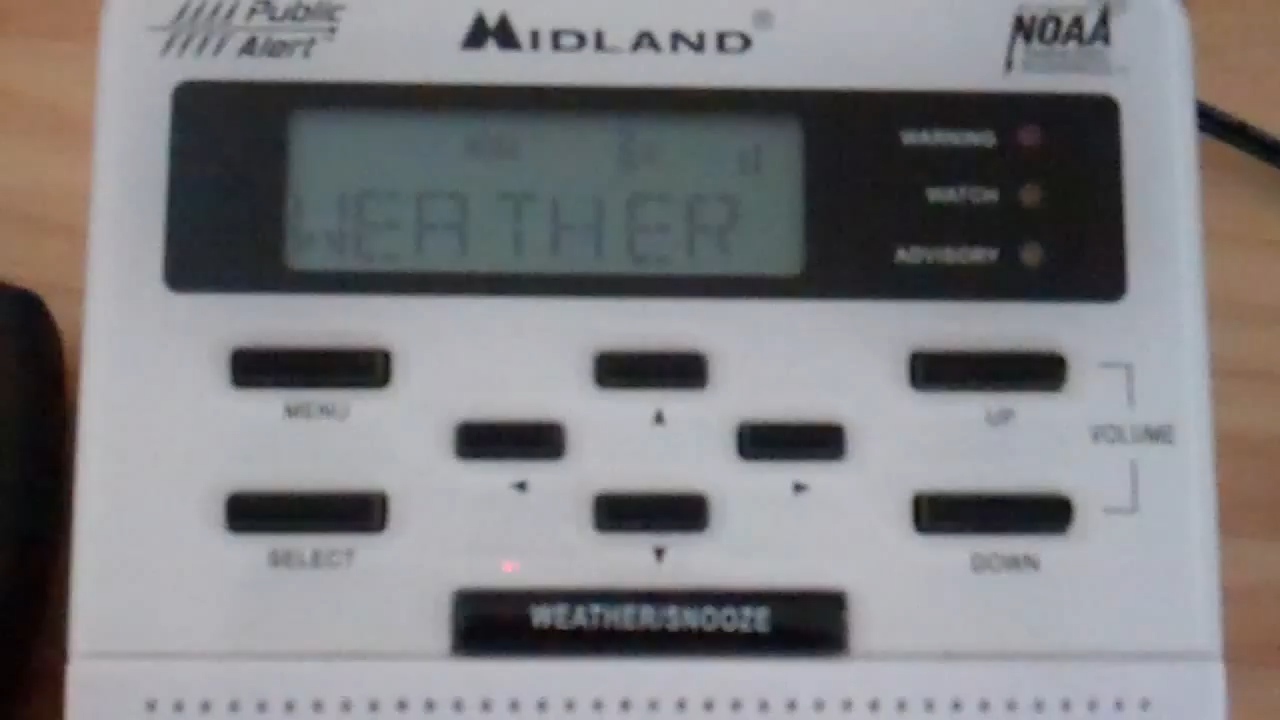 Public Alert
MIDLAND®
NOAA
WEATHER
WARNING
WATCH
ADVISORY
MENU
UP
VOLUME
SELECT
DOWN
WEATHER/SNOOZE